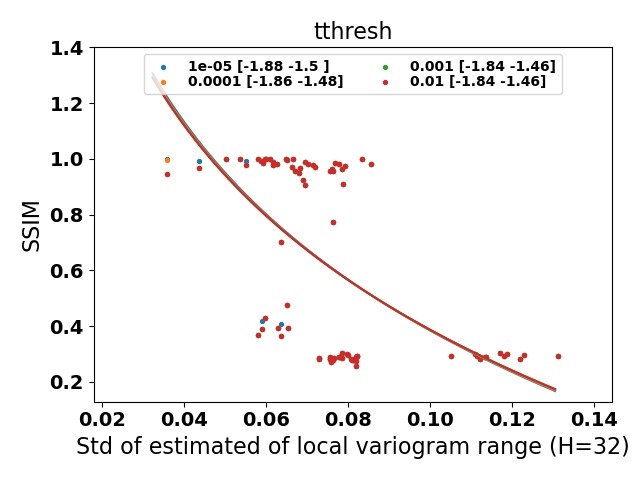 tthresh
1e-05 [-1.88 -1.5 ]
0.0001 [-1.86 -1.48]
0.001 [-1.84 -1.46]
0.01 [-1.84 -1.46]
SSIM
1.4
1.2
1.0
0.8
0.6
0.4
0.2
0.02 0.04 0.06 0.08 0.10 0.12 0.14
Std of estimated of local variogram range (H=32)